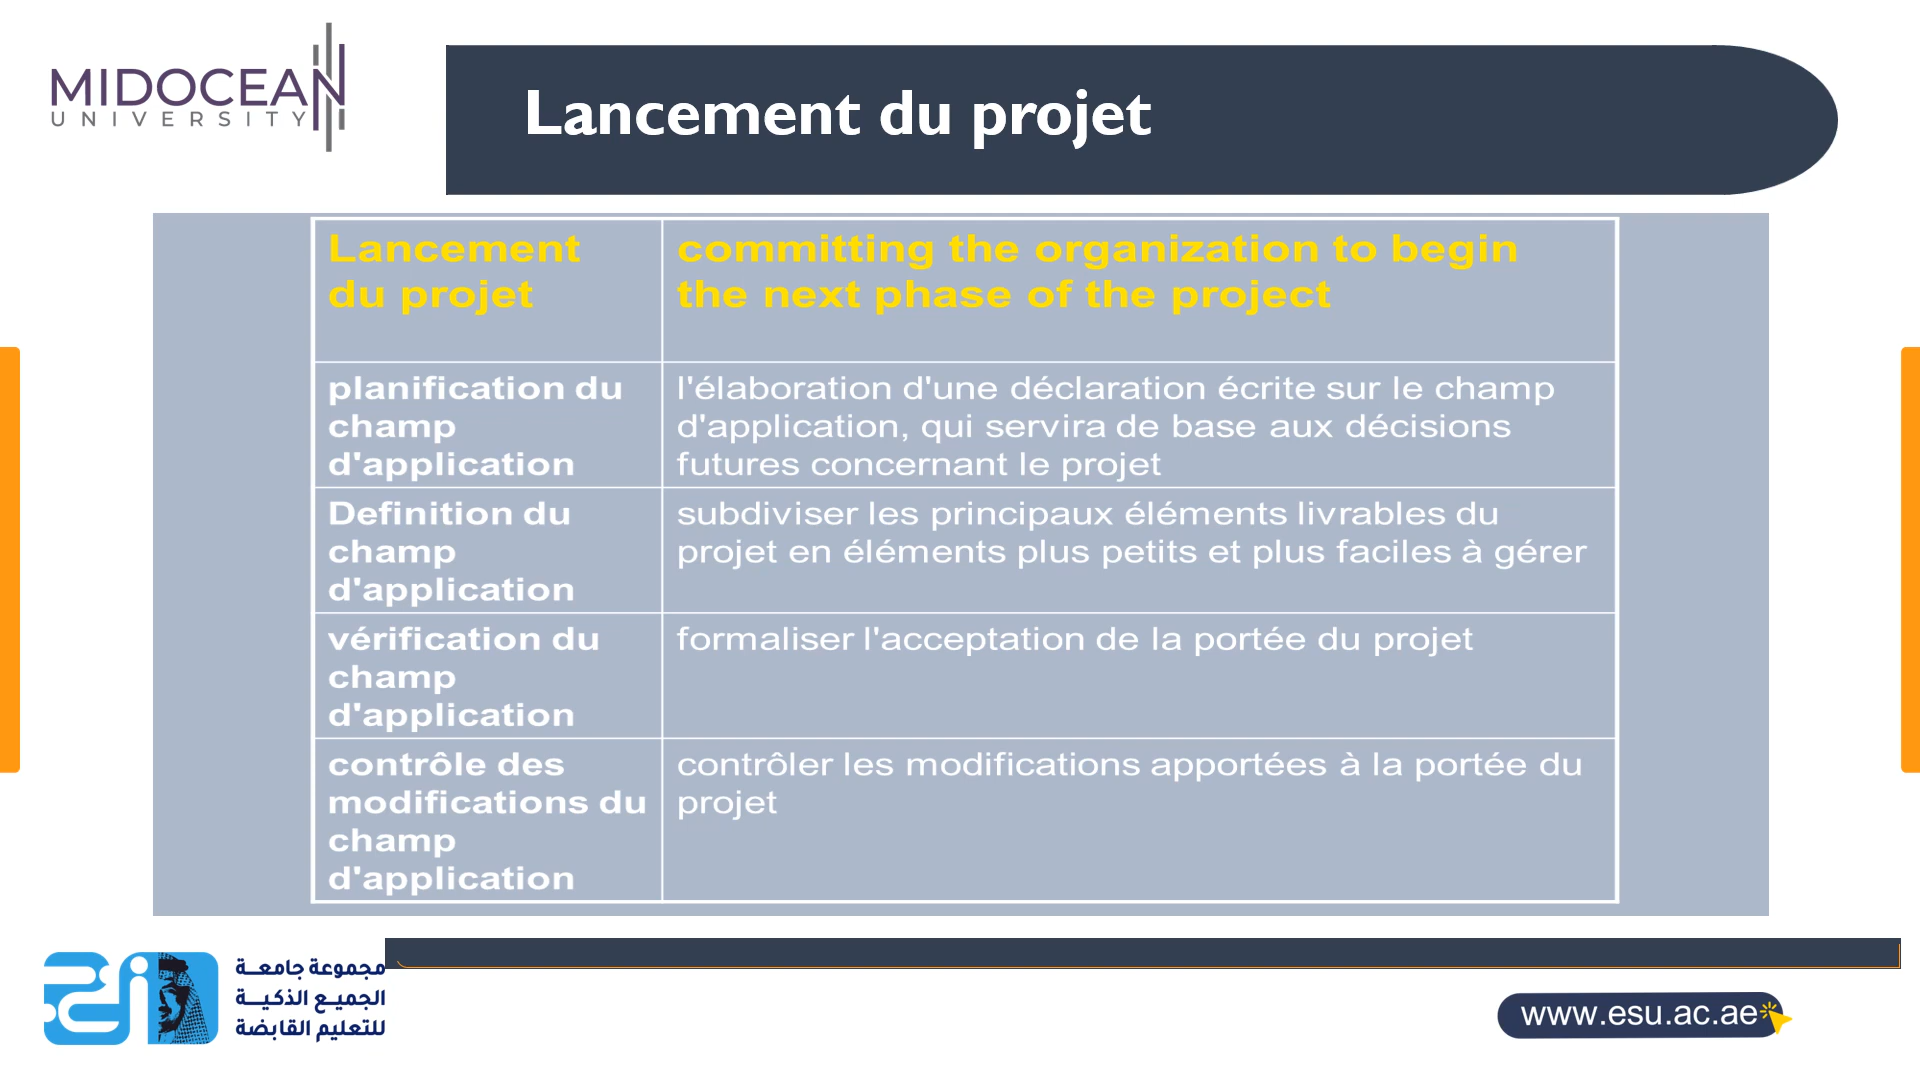 MIDOCEAN
UNIVERSITY
Lancement du projet
Lancement
du projet
committing the organization to begin
the next phase of the project
planification du
champ
d'application
l'élaboration d'une déclaration écrite sur le champ
d'application, qui servira de base aux décisions
futures concernant le projet
Definition du
champ
d'application
subdiviser les principaux éléments livrables du
projet en éléments plus petits et plus faciles à gérer
vérification du
champ
d'application
formaliser l'acceptation de la portée du projet
contrôle des
modifications du
champ
d'application
contrôler les modifications apportées à la portée du
projet
مجموعة جامعة
الجميع الذكية
للتعليم القابضة
www.esu.ac.ae